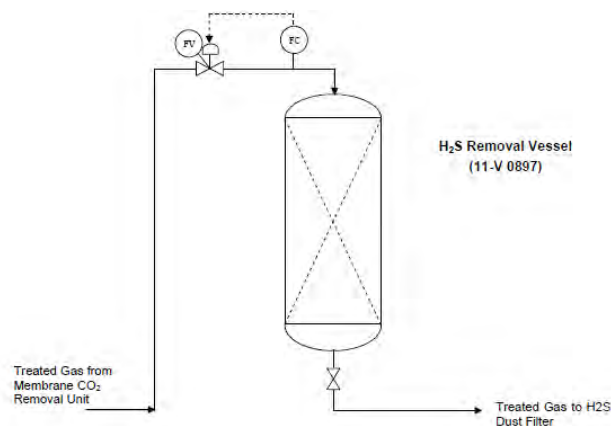 FV
FC
H₂S Removal Vessel
(11-V 0897)
Treated Gas from
Membrane CO₂
Removal Unit
Treated Gas to H2S
Dust Filter